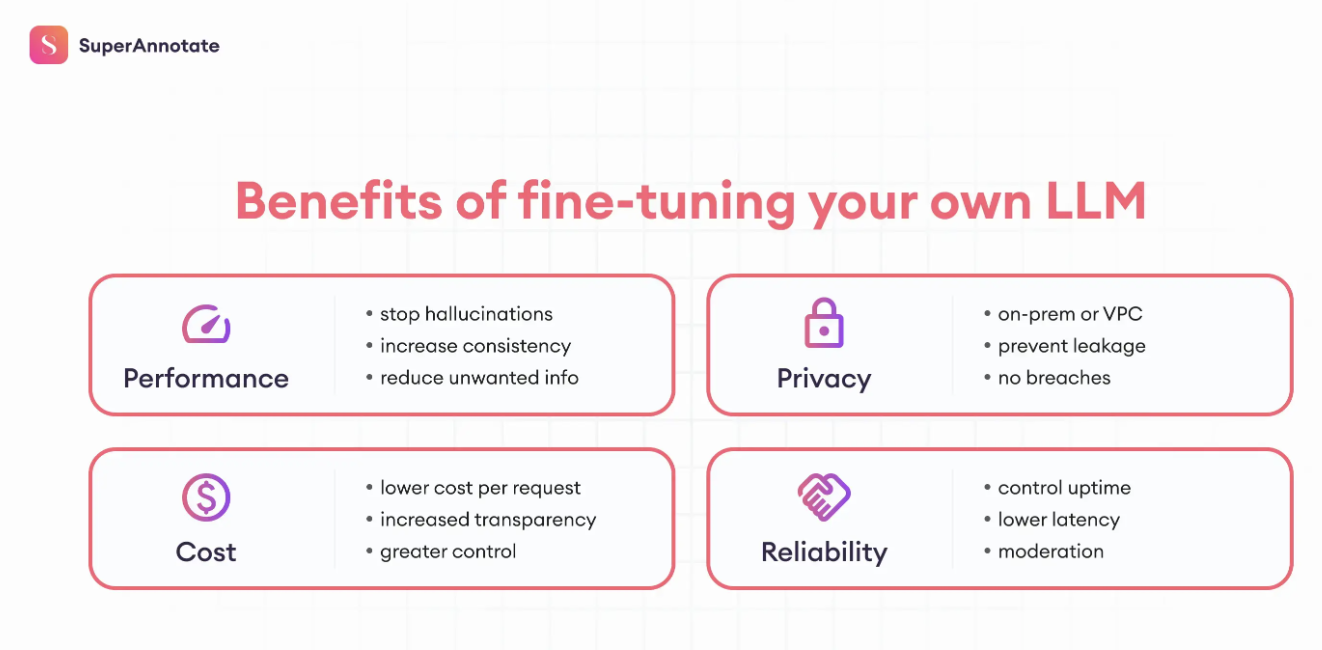 SuperAnnotate
Benefits of fine-tuning your own LLM
Performance
• stop hallucinations
• increase consistency
• reduce unwanted info
Privacy
• on-prem or VPC
• prevent leakage
• no breaches
Cost
• lower cost per request
• increased transparency
• greater control
Reliability
• control uptime
• lower latency
• moderation